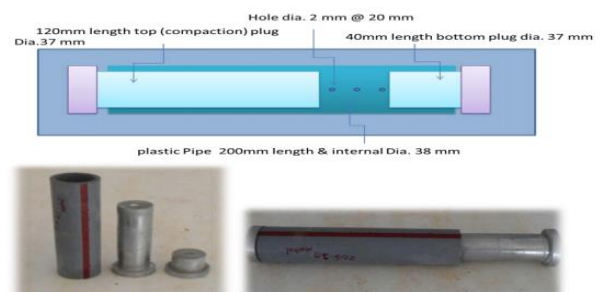 Hole dia. 2 mm @ 20 mm
120mm length top (compaction) plug
Dia.37 mm
40mm length bottom plug dia. 37 mm
plastic Pipe 200mm length & internal Dia. 38 mm